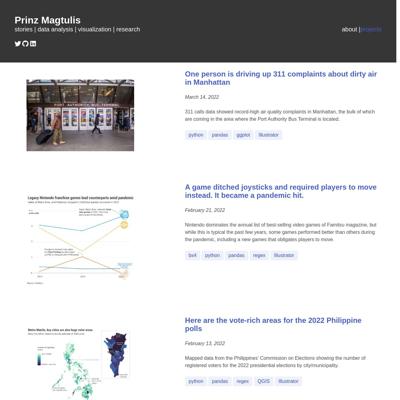 Prinz Magtulis
stories | data analysis | visualization | research
about | projects
PORT AUTHORITY BUS TERMINAL
One person is driving up 311 complaints about dirty air
in Manhattan
March 14, 2022
311 calls data showed record-high air quality complaints in Manhattan, the bulk of which
are coming in the area where the Port Authority Bus Terminal is located.
python pandas ggplot Illustrator
Legacy Nintendo franchise games lead counterparts amid pandemic
A game ditched joysticks and required players to move
instead. It became a pandemic hit.
February 21, 2022
Nintendo dominates the annual list of best-selling video games of Famitsu magazine, but
while this is typical the past few years, some games performed better than others during
the pandemic, including a new games that obligates players to move.
bs4 python pandas regex Illustrator
Metro Manila, key cities are also huge voter areas
Here are the vote-rich areas for the 2022 Philippine
polls
February 13, 2022
Mapped data from the Philippines' Commission on Elections showing the number of
registered voters for the 2022 presidential elections by city/municipality.
python pandas regex QGIS Illustrator